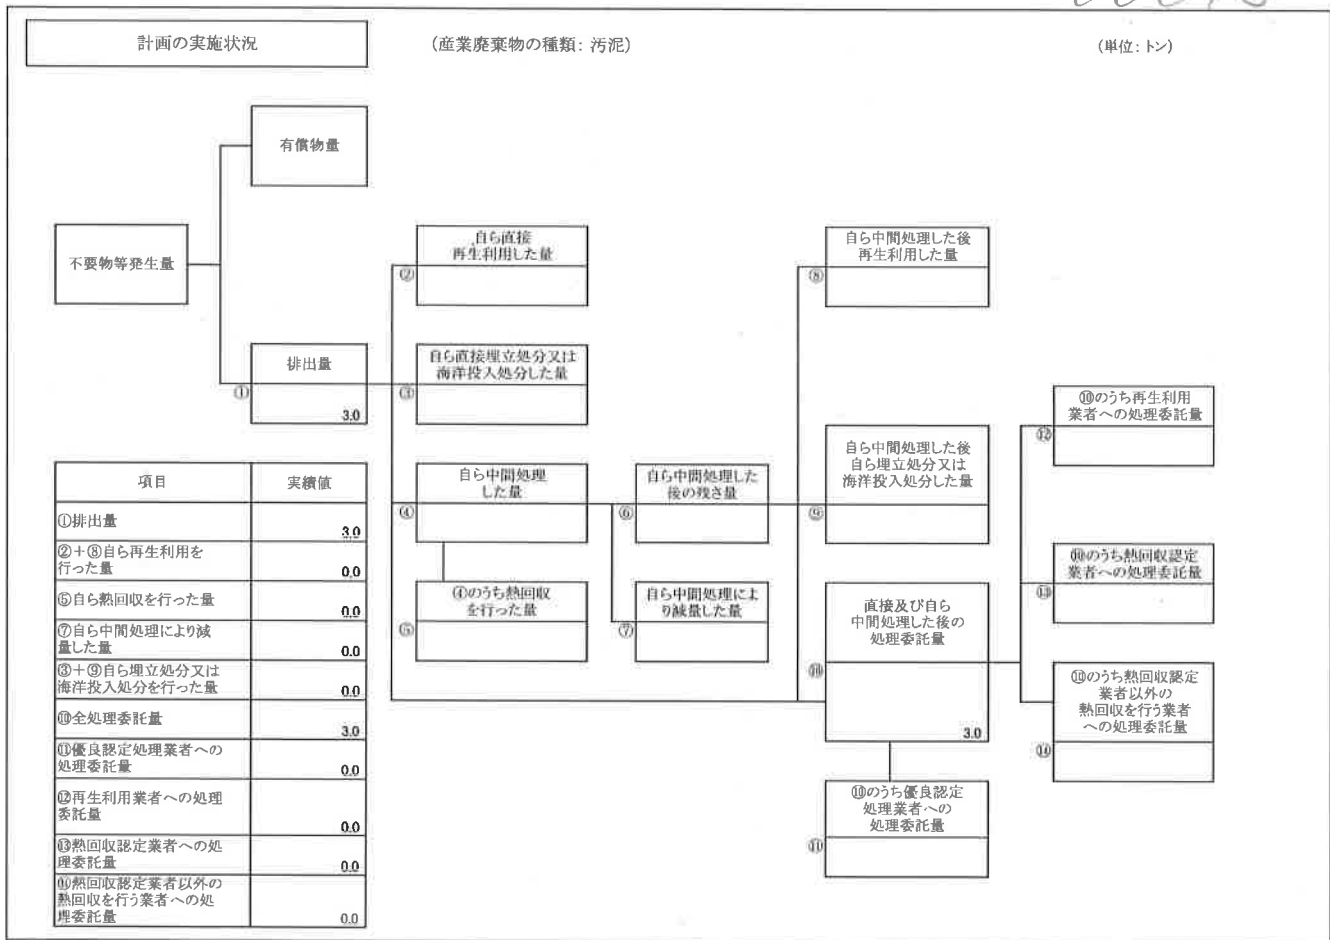 計画の実施状況
(産業廃棄物の種類: 汚泥)
(単位: トン)
有償物量
不要物等発生量
排出量
①
3.0
自ら直接
再生利用した量
②
自ら直接埋立処分又は
海洋投入処分した量
③
自ら中間処理
した量
④
④のうち熱回収
を行った量
⑤
自ら中間処理した
後の残さ量
⑥
自ら中間処理によ
り減量した量
⑦
自ら中間処理した後
再生利用した量
⑧
自ら中間処理した後
自ら埋立処分又は
海洋投入処分した量
⑨
直接及び自ら
中間処理した後の
処理委託量
⑩
3.0
⑩のうち優良認定
処理業者への
処理委託量
⑪
⑩のうち再生利用
業者への処理委託量
⑫
⑩のうち熱回収認定
業者への処理委託量
⑬
⑩のうち熱回収認定
業者以外の
熱回収を行う業者
への処理委託量
⑭
項目 実績値
①排出量 3.0
②+⑧自ら再生利用を
行った量 0.0
⑤自ら熱回収を行った量 0.0
⑦自ら中間処理により減
量した量 0.0
③+⑨自ら埋立処分又は
海洋投入処分を行った量 0.0
⑩全処理委託量 3.0
⑪優良認定処理業者への
処理委託量 0.0
⑫再生利用業者への処理
委託量 0.0
⑬熱回収認定業者への処
理委託量 0.0
⑭熱回収認定業者以外の
熱回収を行う業者への処
理委託量 0.0